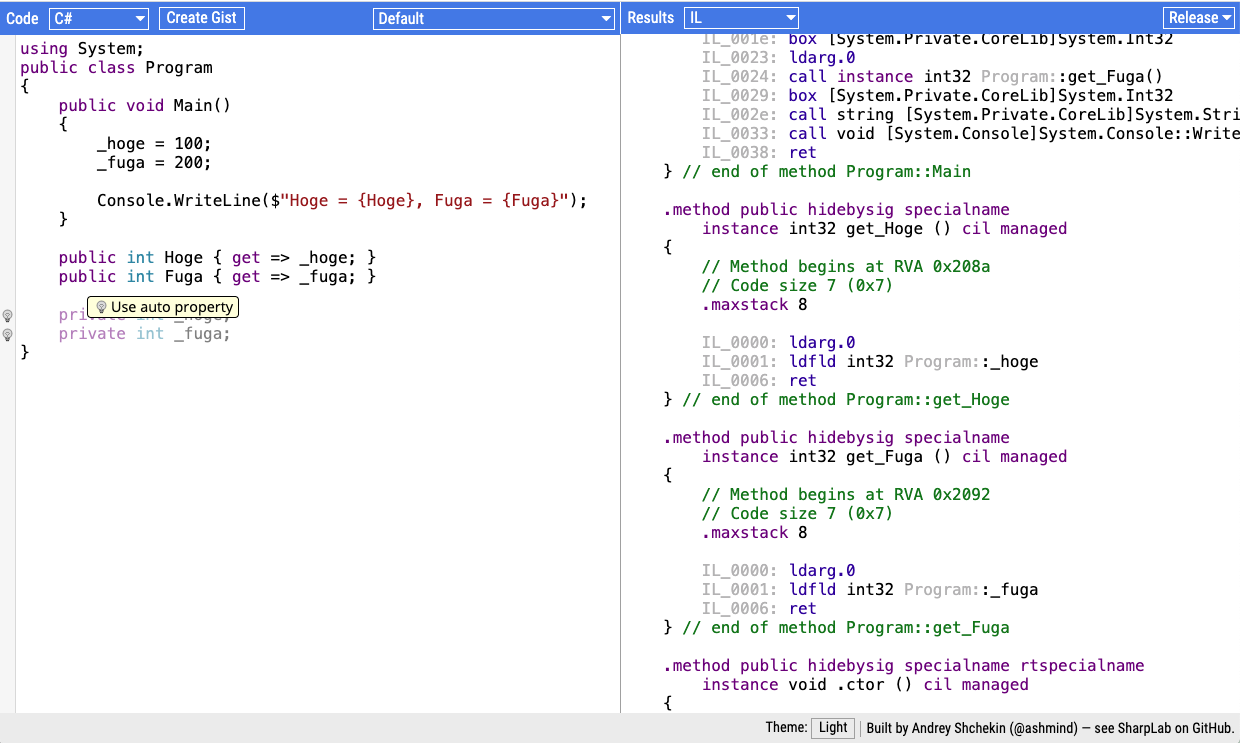 Code C# Create Gist Default
using System;
public class Program
{
public void Main()
{
_hoge = 100;
_fuga = 200;
Console.WriteLine($"Hoge = {Hoge}, Fuga = {Fuga}");
}
public int Hoge { get => _hoge; }
public int Fuga { get => _fuga; }
Use auto property
private int _hoge;
private int _fuga;
}
Results IL Release
IL_001e: box [System.Private.CoreLib]System.Int32
IL_0023: ldarg.0
IL_0024: call instance int32 Program::get_Fuga()
IL_0029: box [System.Private.CoreLib]System.Int32
IL_002e: call string [System.Private.CoreLib]System.Stri
IL_0033: call void [System.Console]System.Console::Write
IL_0038: ret
} // end of method Program::Main
.method public hidebysig specialname
instance int32 get_Hoge () cil managed
{
// Method begins at RVA 0x208a
// Code size 7 (0x7)
.maxstack 8
IL_0000: ldarg.0
IL_0001: ldfld int32 Program::_hoge
IL_0006: ret
} // end of method Program::get_Hoge
.method public hidebysig specialname
instance int32 get_Fuga () cil managed
{
// Method begins at RVA 0x2092
// Code size 7 (0x7)
.maxstack 8
IL_0000: ldarg.0
IL_0001: ldfld int32 Program::_fuga
IL_0006: ret
} // end of method Program::get_Fuga
.method public hidebysig specialname rtspecialname
instance void .ctor () cil managed
{
Theme: Light Built by Andrey Shchekin (@ashmind) — see SharpLab on GitHub.